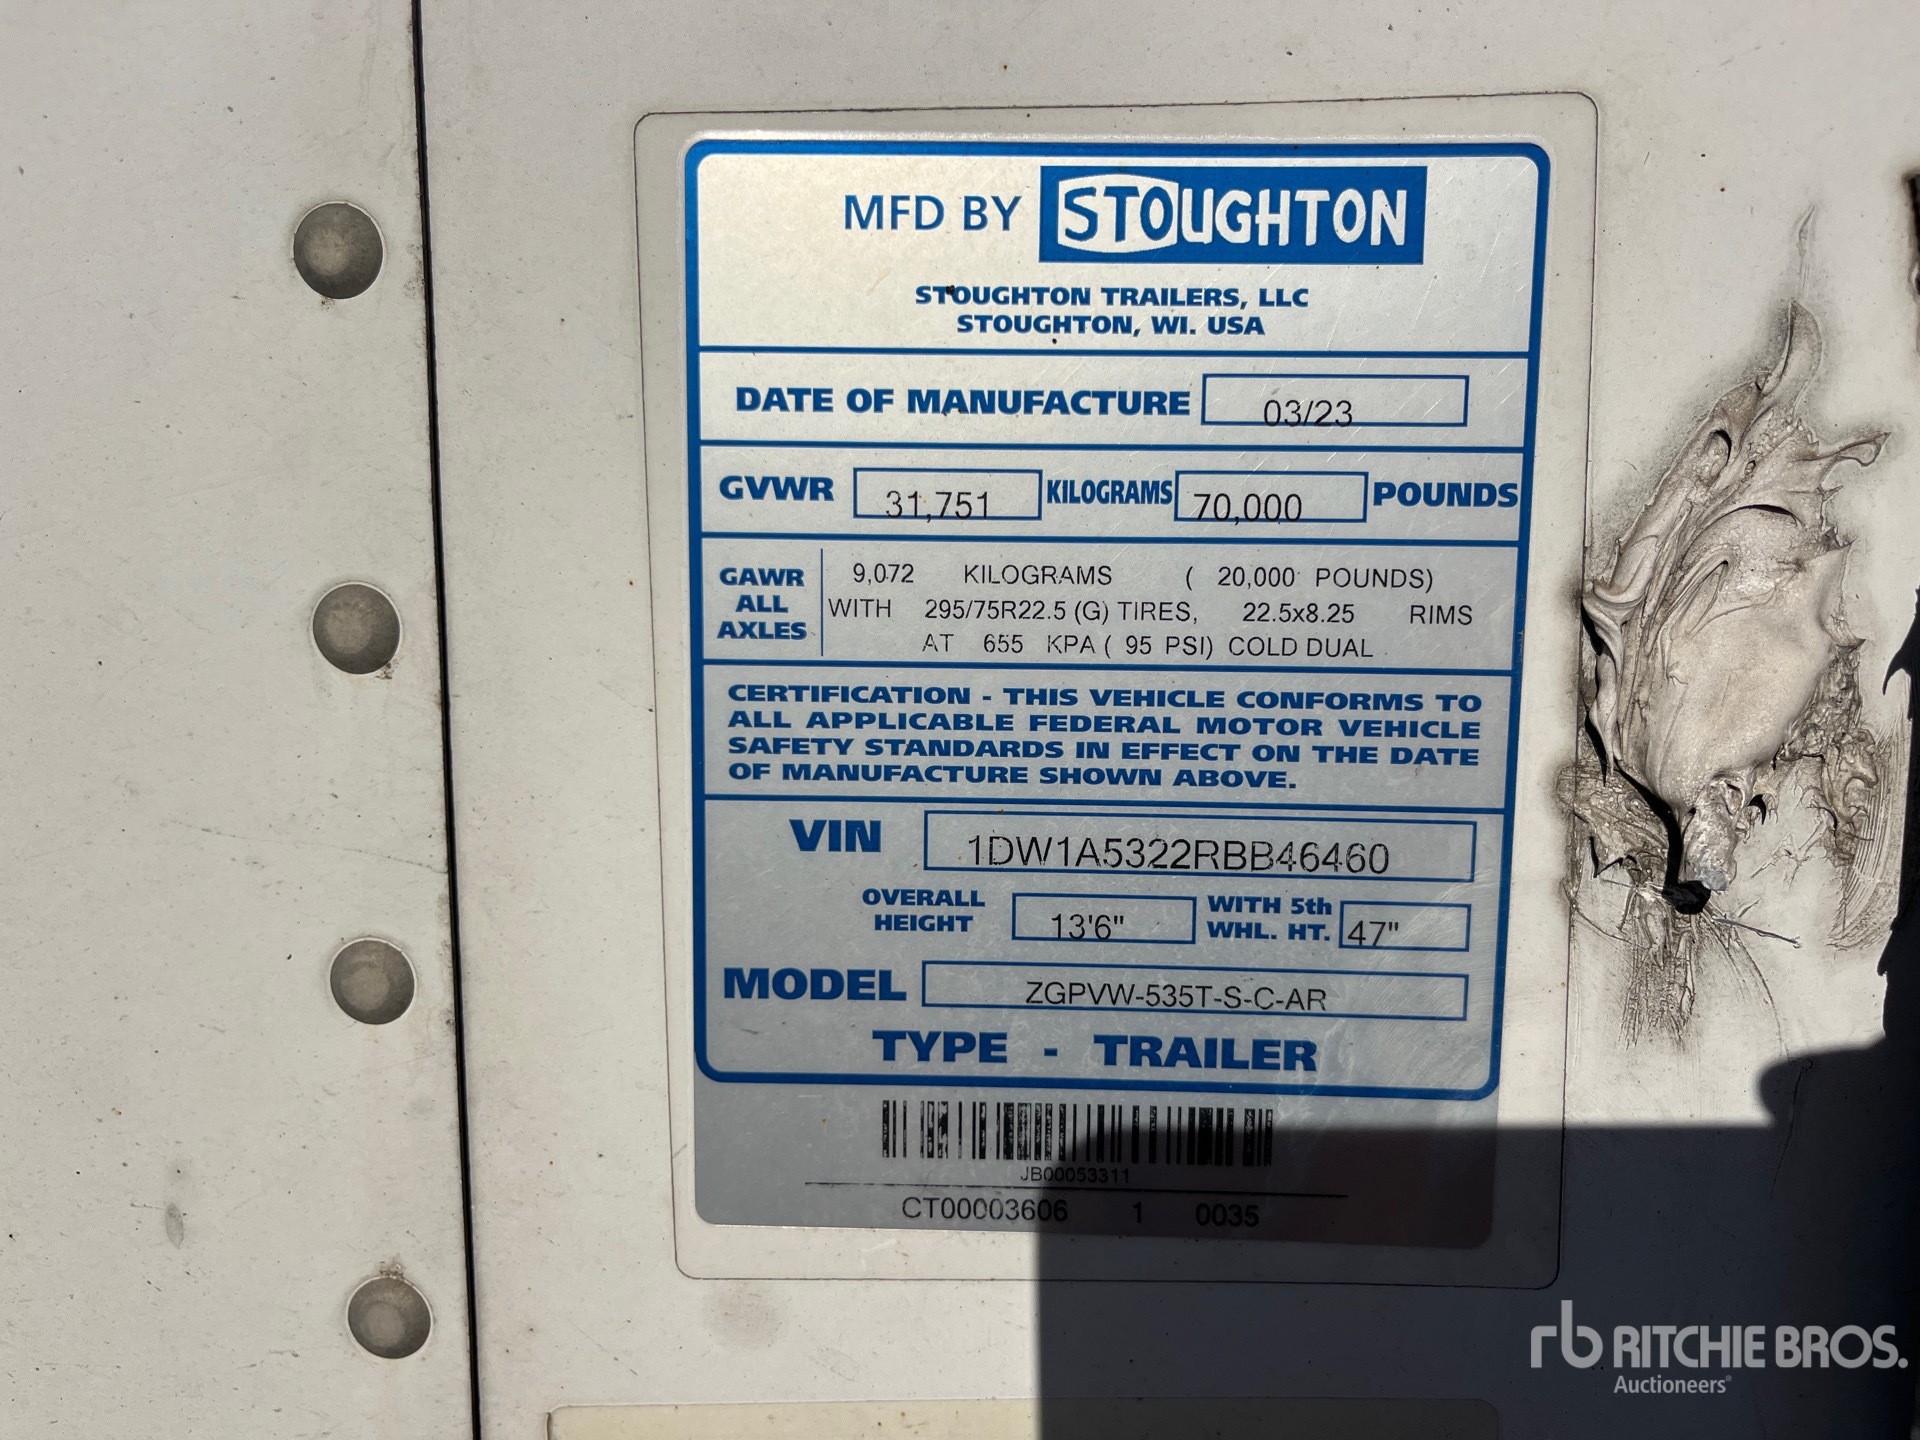 MFD BY STOUGHTON
STOUGHTON TRAILERS, LLC
STOUGHTON, WI. USA
DATE OF MANUFACTURE 03/23
GVWR 31,751 KILOGRAMS 70,000 POUNDS
GAWR ALL AXLES
9,072 KILOGRAMS ( 20,000 POUNDS)
WITH 295/75R22.5 (G) TIRES, 22.5x8.25 RIMS
AT 655 KPA ( 95 PSI) COLD DUAL
CERTIFICATION - THIS VEHICLE CONFORMS TO
ALL APPLICABLE FEDERAL MOTOR VEHICLE
SAFETY STANDARDS IN EFFECT ON THE DATE
OF MANUFACTURE SHOWN ABOVE.
VIN 1DW1A5322RBB46460
OVERALL HEIGHT 13'6" WITH 5th WHL. HT. 47"
MODEL ZGPVW-535T-S-C-AR
TYPE - TRAILER
JB00053311
CT00003606 1 0035
rb RITCHIE BROS.
Auctioneers®